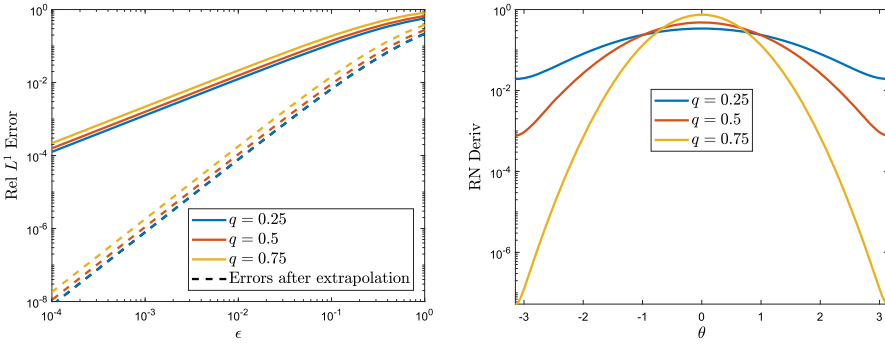 10^0
10^-2
10^-4
10^-6
10^-8
Rel L^1 Error
q = 0.25
q = 0.5
q = 0.75
Errors after extrapolation
10^-4
10^-3
10^-2
10^-1
10^0
ϵ
10^0
10^-2
10^-4
10^-6
RN Deriv
q = 0.25
q = 0.5
q = 0.75
-3
-2
-1
0
1
2
3
θ